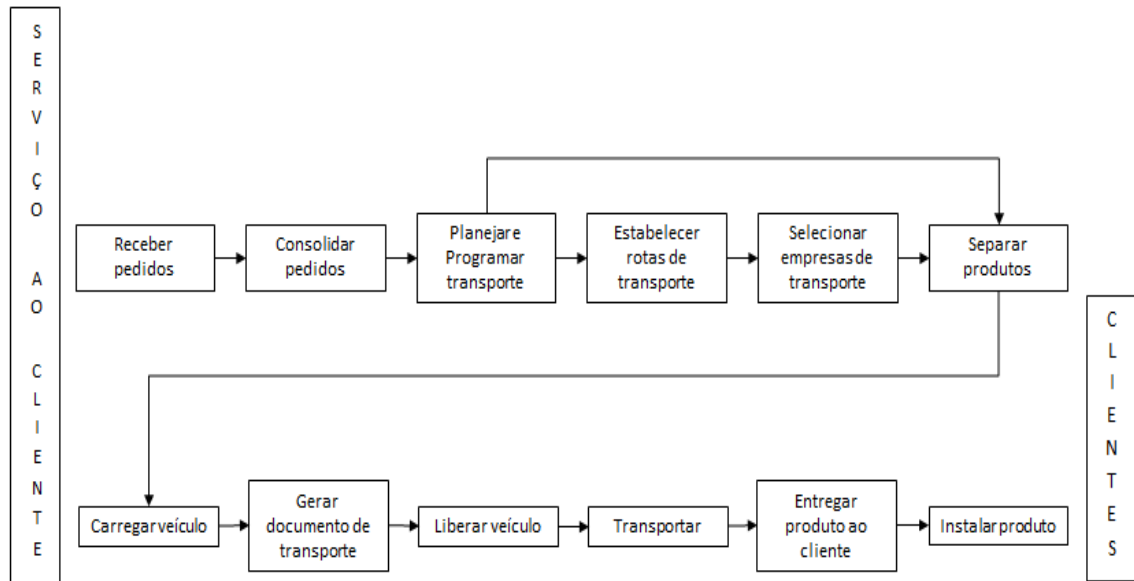 SERVIÇO AO CLIENTE
Receber
pedidos
Consolidar
pedidos
Planejar e
Programar
transporte
Estabelecer
rotas de
transporte
Selecionar
empresas de
transporte
Separar
produtos
CLIENTES
Carregar veículo
Gerar
documento de
transporte
Liberar veículo
Transportar
Entregar
produto ao
cliente
Instalar produto